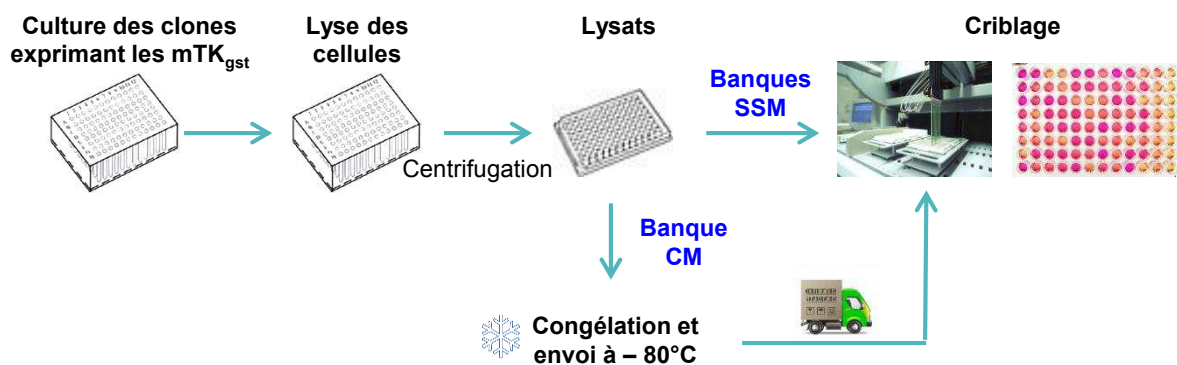 Culture des clones
exprimant les mTKgst
Lyse des
cellules
Lysats
Criblage
Banques
SSM
Centrifugation
Banque
CM
Congélation et
envoi à – 80°C